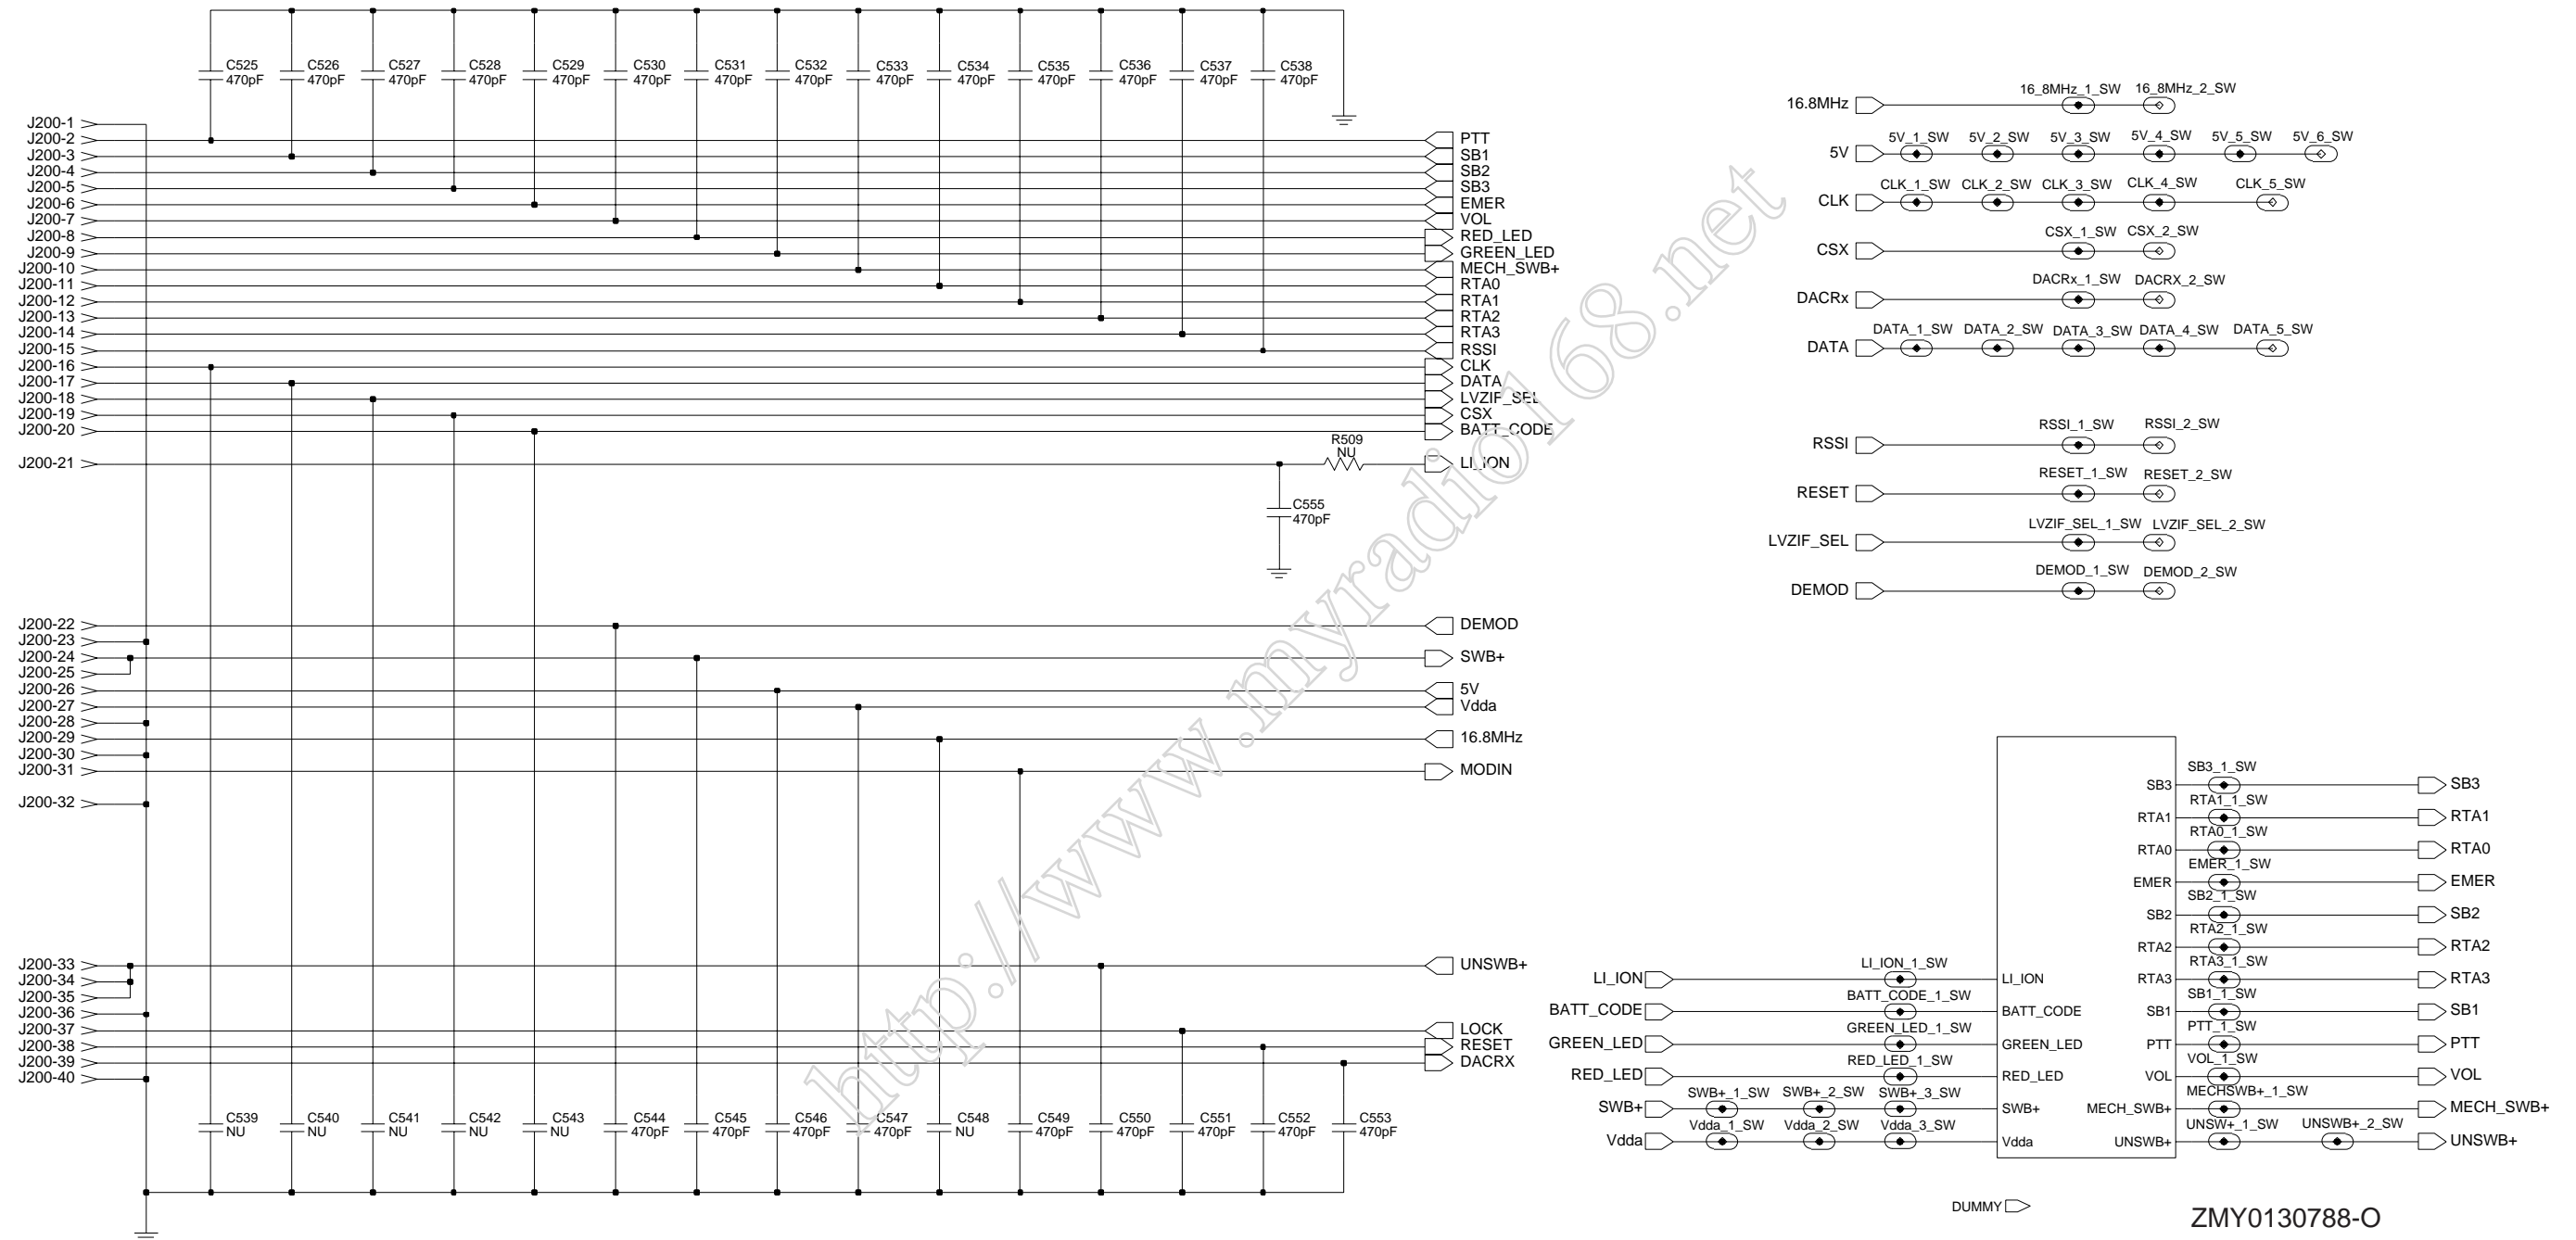 C525 C526 C527 C528 C529 C530 C531 C532 C533 C534 C535 C536 C537 C538
470pF 470pF 470pF 470pF 470pF 470pF 470pF 470pF 470pF 470pF 470pF 470pF 470pF 470pF
J200-1
J200-2 PTT
J200-3 SB1
J200-4 SB2
J200-5 SB3
J200-6 EMER
J200-7 VOL
J200-8 RED_LED
J200-9 GREEN_LED
J200-10 MECH_SWB+
J200-11 RTA0
J200-12 RTA1
J200-13 RTA2
J200-14 RTA3
J200-15 RSSI
J200-16 CLK
J200-17 DATA
J200-18 LVZIF_SEL
J200-19 CSX
J200-20 BATT_CODE
R509
NU
J200-21 LI_ION
C555
470pF
J200-22 DEMOD
J200-23
J200-24 SWB+
J200-25
J200-26 5V
J200-27 Vdda
J200-28
J200-29 16.8MHz
J200-30
J200-31 MODIN
J200-32
J200-33 UNSWB+
J200-34
J200-35
J200-36
J200-37 LOCK
J200-38 RESET
J200-39 DACRX
J200-40
C539 C540 C541 C542 C543 C544 C545 C546 C547 C548 C549 C550 C551 C552 C553
NU NU NU NU NU 470pF 470pF 470pF 470pF NU 470pF 470pF 470pF 470pF 470pF
16_8MHz_1_SW 16_8MHz_2_SW
16.8MHz
5V_1_SW 5V_2_SW 5V_3_SW 5V_4_SW 5V_5_SW 5V_6_SW
5V
CLK_1_SW CLK_2_SW CLK_3_SW CLK_4_SW CLK_5_SW
CLK
CSX_1_SW CSX_2_SW
CSX
DACRx_1_SW DACRX_2_SW
DACRx
DATA_1_SW DATA_2_SW DATA_3_SW DATA_4_SW DATA_5_SW
DATA
RSSI_1_SW RSSI_2_SW
RSSI
RESET_1_SW RESET_2_SW
RESET
LVZIF_SEL_1_SW LVZIF_SEL_2_SW
LVZIF_SEL
DEMOD_1_SW DEMOD_2_SW
DEMOD
SB3_1_SW
SB3 SB3
RTA1_1_SW
RTA1 RTA1
RTA0_1_SW
RTA0 RTA0
EMER_1_SW
EMER EMER
SB2_1_SW
SB2 SB2
RTA2_1_SW
RTA2 RTA2
LI_ION_1_SW RTA3_1_SW
LI_ION LI_ION RTA3 RTA3
BATT_CODE_1_SW SB1_1_SW
BATT_CODE BATT_CODE SB1 SB1
GREEN_LED_1_SW PTT_1_SW
GREEN_LED GREEN_LED PTT PTT
RED_LED_1_SW VOL_1_SW
RED_LED RED_LED VOL VOL
SWB+_1_SW SWB+_2_SW SWB+_3_SW MECHSWB+_1_SW
SWB+ SWB+ MECH_SWB+ MECH_SWB+
Vdda_1_SW Vdda_2_SW Vdda_3_SW UNSW+_1_SW UNSWB+_2_SW
Vdda Vdda UNSWB+ UNSWB+
DUMMY
ZMY0130788-O
http://www.myradio168.net